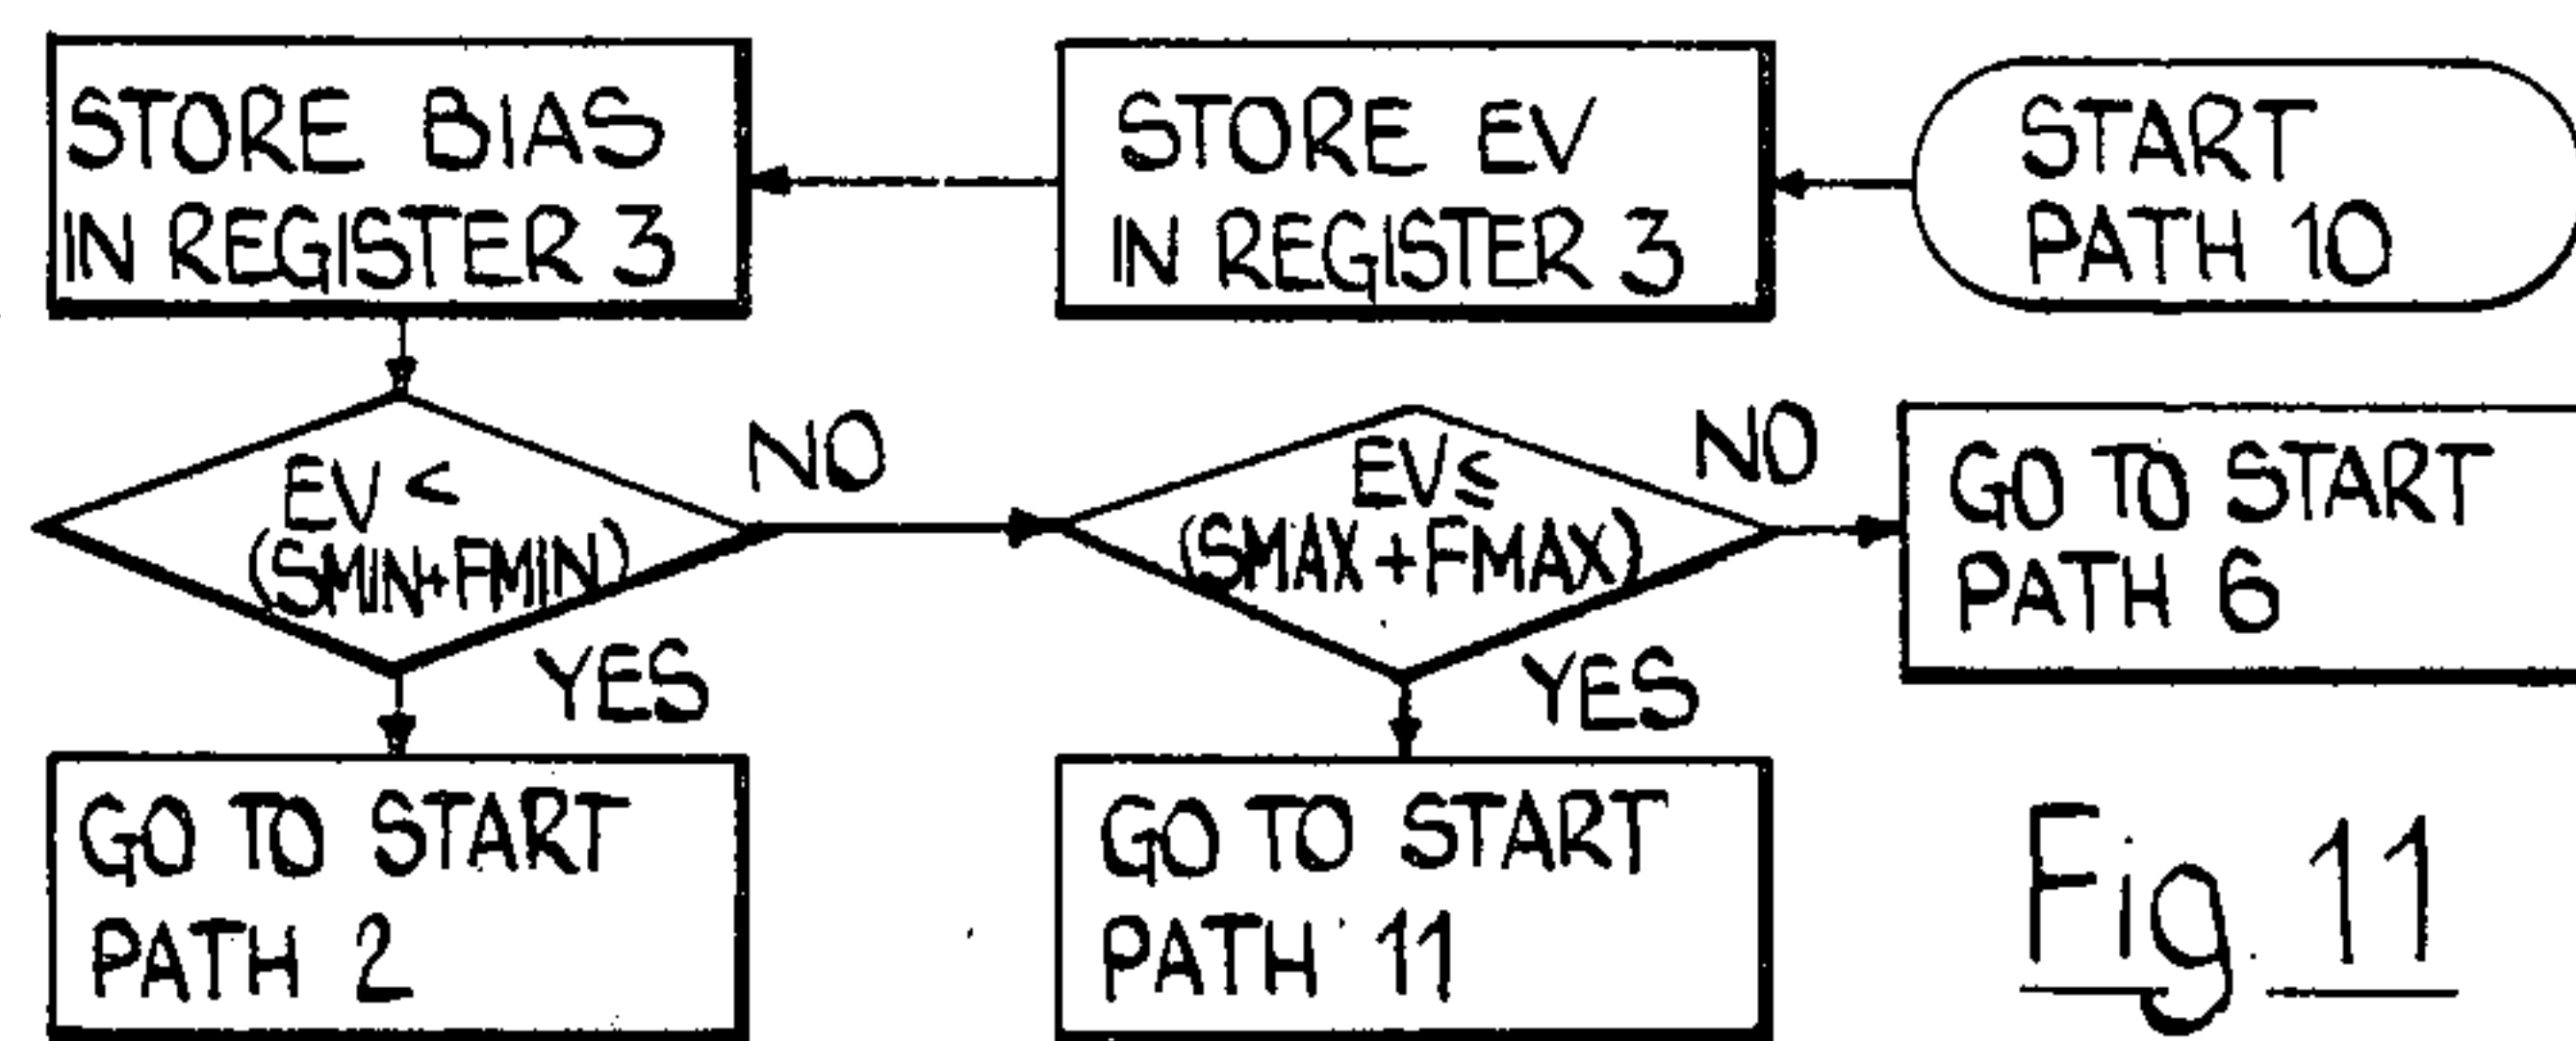 STORE BIAS
IN REGISTER 3
STORE EV
IN REGISTER 3
START
PATH 10
EV <
(SMIN+FMIN)
NO
YES
EV ≤
(SMAX+FMAX)
NO
YES
GO TO START
PATH 6
GO TO START
PATH 2
GO TO START
PATH 11
Fig. 11